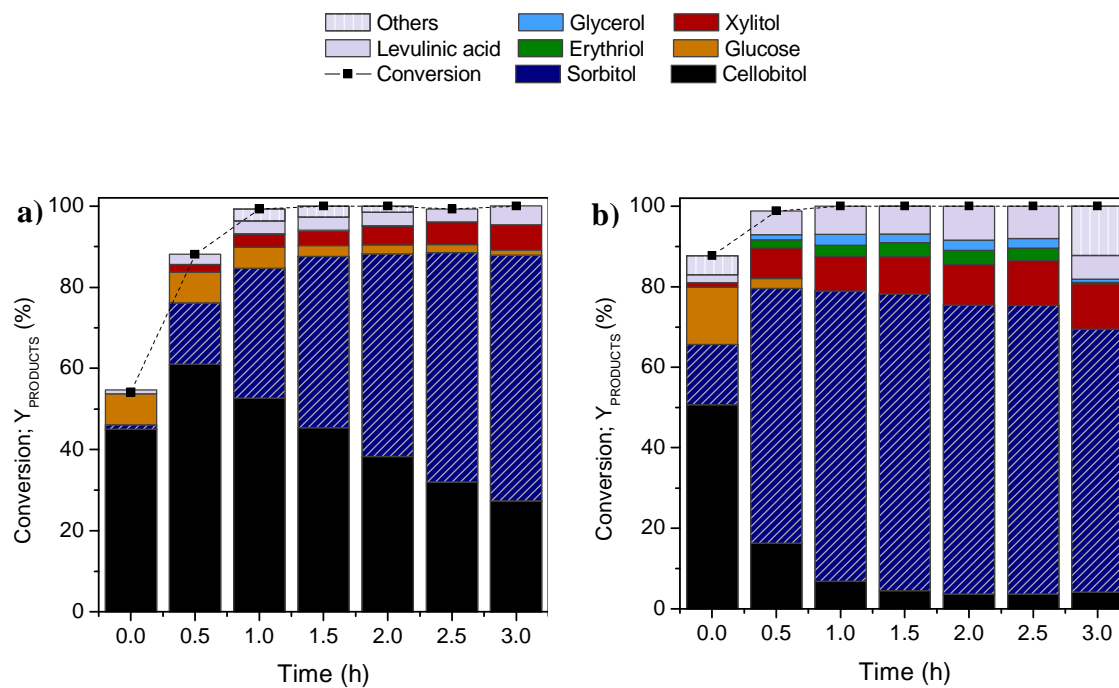 Others Glycerol Xylitol
Levulinic acid Erythriol Glucose
Conversion Sorbitol Cellobitol
a)
Conversion; Y PRODUCTS (%)
100
80
60
40
20
0
0.0 0.5 1.0 1.5 2.0 2.5 3.0
Time (h)
b)
Conversion; Y PRODUCTS (%)
100
80
60
40
20
0
0.0 0.5 1.0 1.5 2.0 2.5 3.0
Time (h)